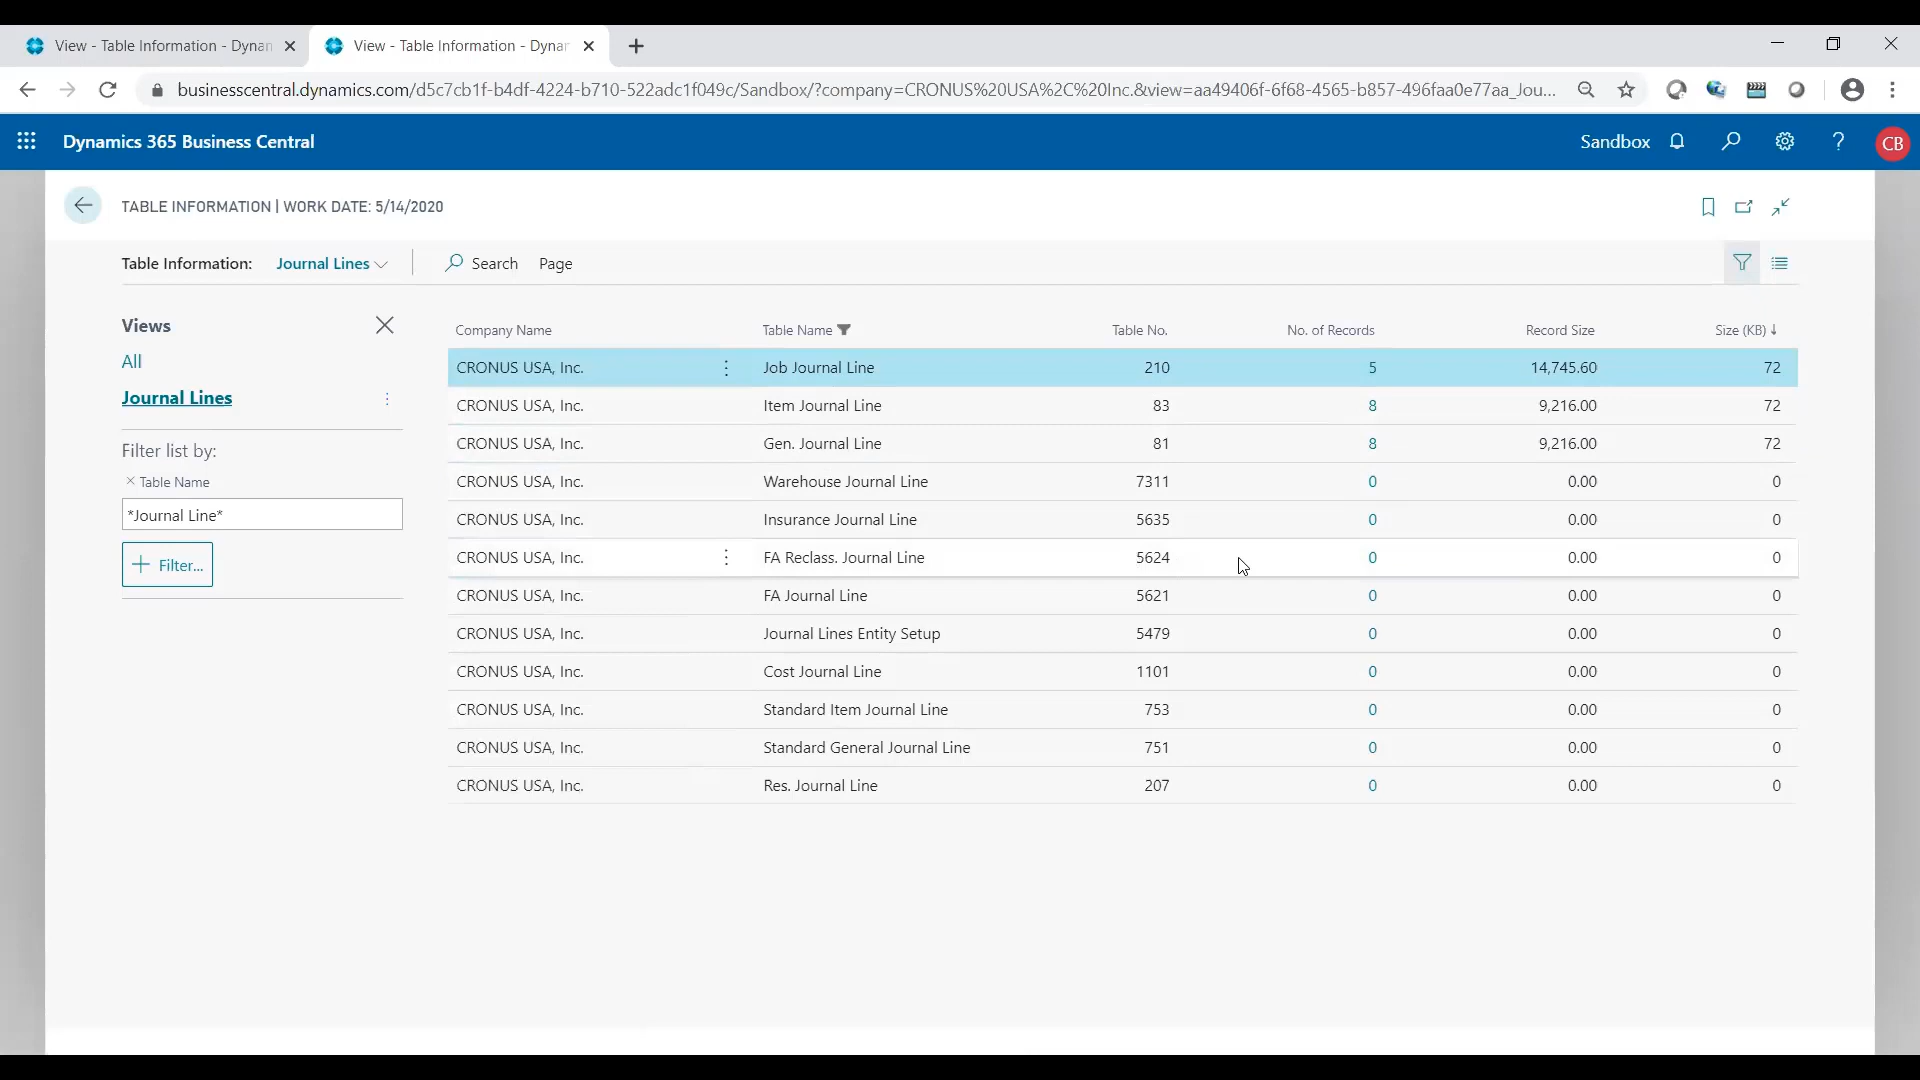 View - Table Information - Dynan
View - Table Information - Dynar
businesscentral.dynamics.com/d5c7cb1f-b4df-4224-b710-522adc1f049c/Sandbox/?company=CRONUS%20USA%2C%20Inc.&view=aa49406f-6f68-4565-b857-496faa0e77aa_Jou...
Dynamics 365 Business Central
Sandbox
CB
TABLE INFORMATION | WORK DATE: 5/14/2020
Table Information: Journal Lines Search Page
Views
All
Journal Lines
Filter list by:
× Table Name
*Journal Line*
+ Filter...
Company Name Table Name Table No. No. of Records Record Size Size (KB) ↓
CRONUS USA, Inc. Job Journal Line 210 5 14,745.60 72
CRONUS USA, Inc. Item Journal Line 83 8 9,216.00 72
CRONUS USA, Inc. Gen. Journal Line 81 8 9,216.00 72
CRONUS USA, Inc. Warehouse Journal Line 7311 0 0.00 0
CRONUS USA, Inc. Insurance Journal Line 5635 0 0.00 0
CRONUS USA, Inc. FA Reclass. Journal Line 5624 0 0.00 0
CRONUS USA, Inc. FA Journal Line 5621 0 0.00 0
CRONUS USA, Inc. Journal Lines Entity Setup 5479 0 0.00 0
CRONUS USA, Inc. Cost Journal Line 1101 0 0.00 0
CRONUS USA, Inc. Standard Item Journal Line 753 0 0.00 0
CRONUS USA, Inc. Standard General Journal Line 751 0 0.00 0
CRONUS USA, Inc. Res. Journal Line 207 0 0.00 0